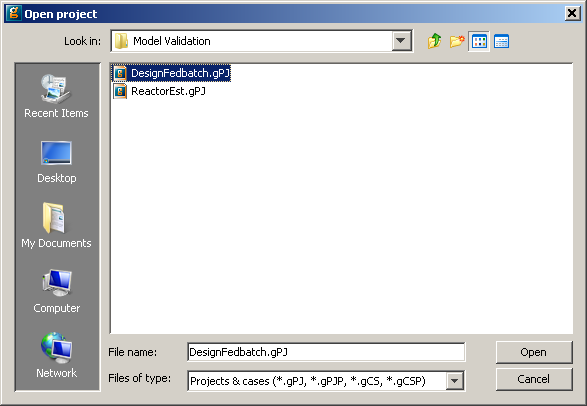 Open project
Look in:
Model Validation
DesignFedbatch.gPJ
ReactorEst.gPJ
Recent Items
Desktop
My Documents
Computer
Network
File name:
DesignFedbatch.gPJ
Open
Files of type:
Projects & cases (*.gPJ, *.gPJP, *.gCS, *.gCSP)
Cancel